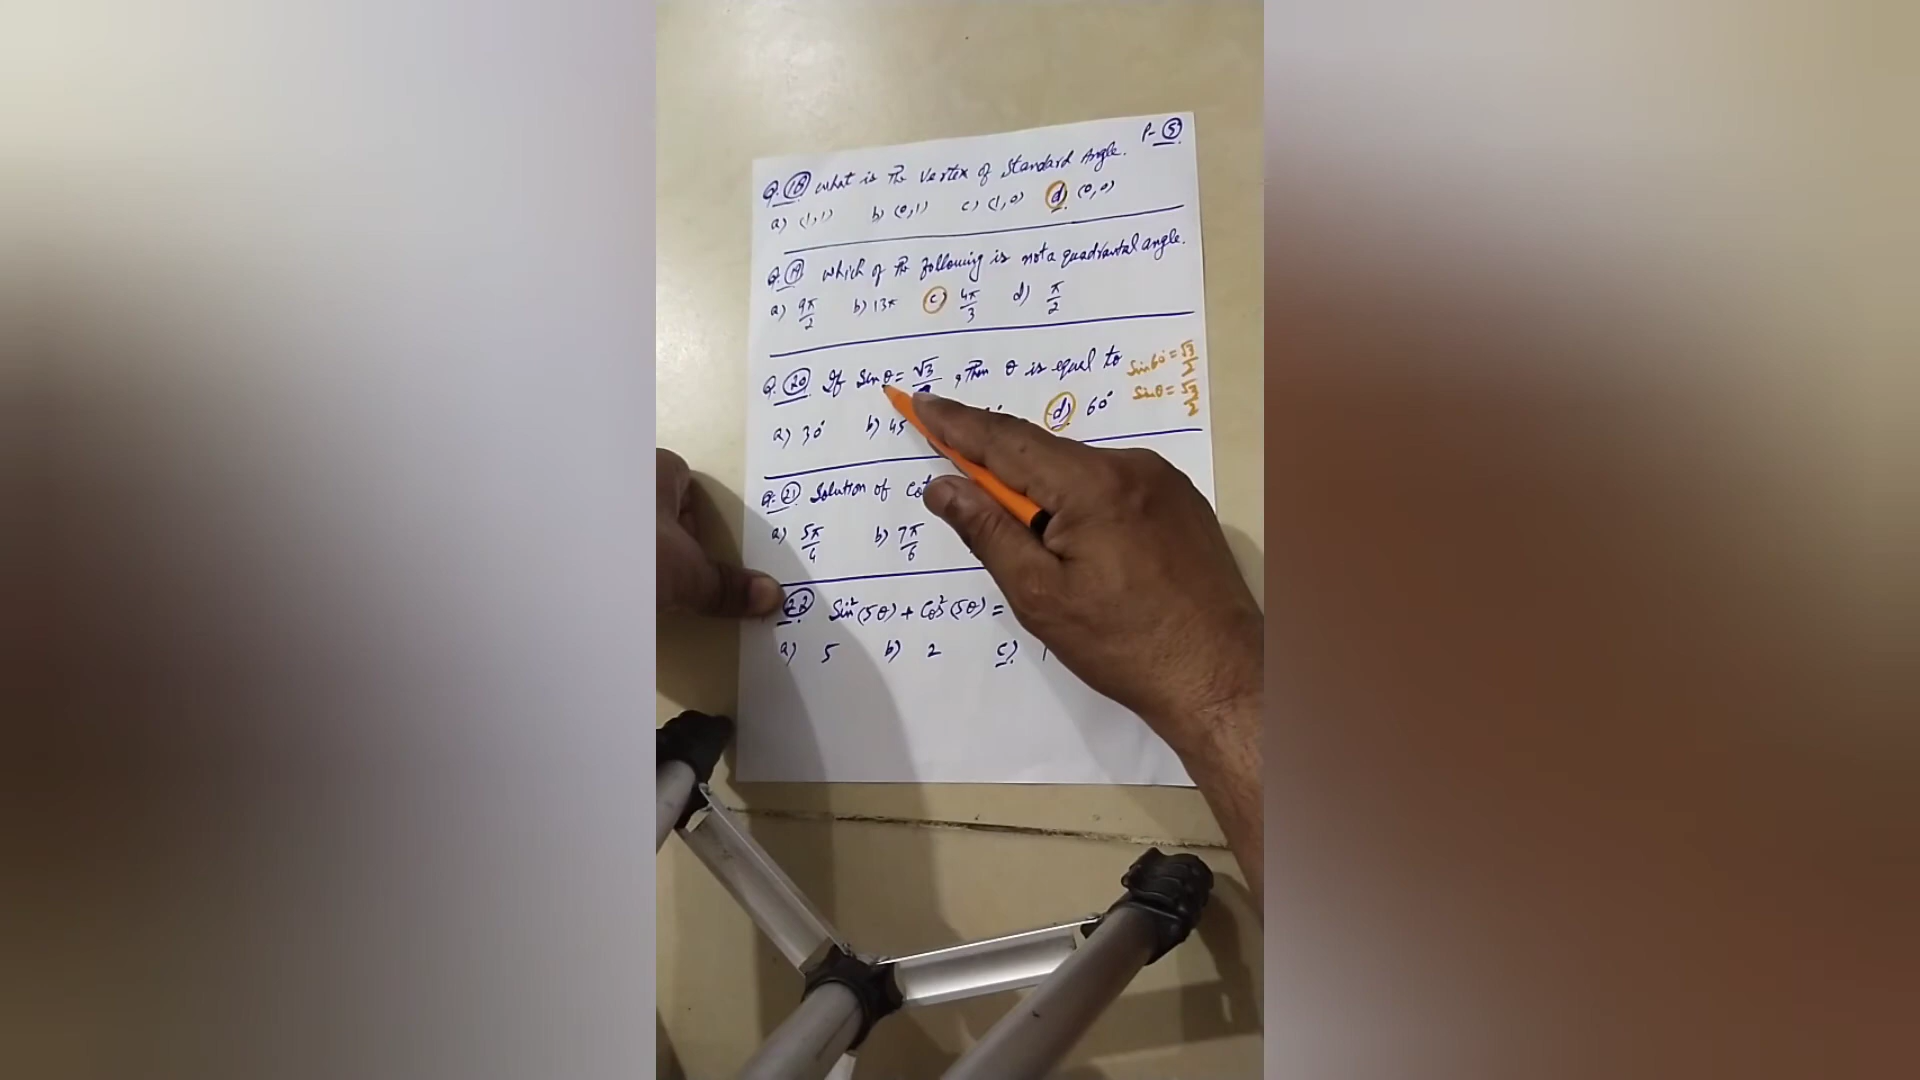 P-5
Q.18 What is The Vertex of Standard Angle.
a) (1,1) b) (0,1) c) (1,0) d) (0,0)
Q.19 which of The following is not a quadrantal angle.
a) 9π/2 b) 13π c) 4π/3 d) π/2
Q.20 If Sinθ = √3/ , Then θ is equal to
Sin60° = √3/2
Sinθ = √3/2
a) 30° b) 45 d) 60°
Q.21 Solution of
a) 5π/4 b) 7π/6
22 Sin²(5θ) + Cos²(5θ) =
a) 5 b) 2 c) 1